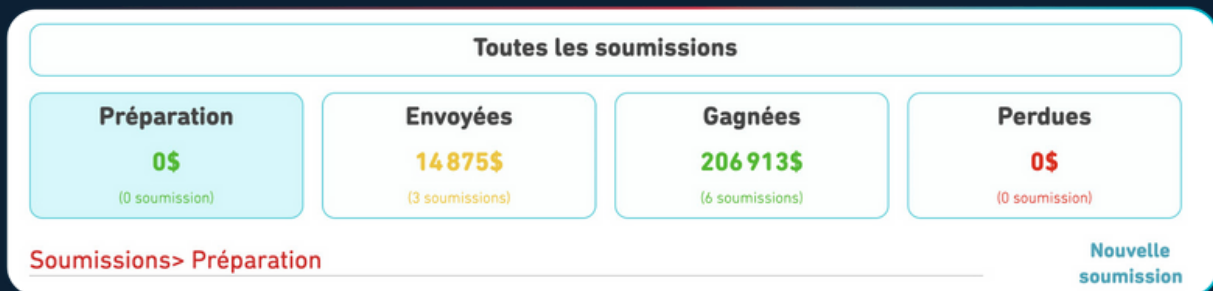 Toutes les soumissions
Préparation
0$
(0 soumission)
Envoyées
14 875$
(3 soumissions)
Gagnées
206 913$
(6 soumissions)
Perdues
0$
(0 soumission)
Soumissions> Préparation
Nouvelle
soumission